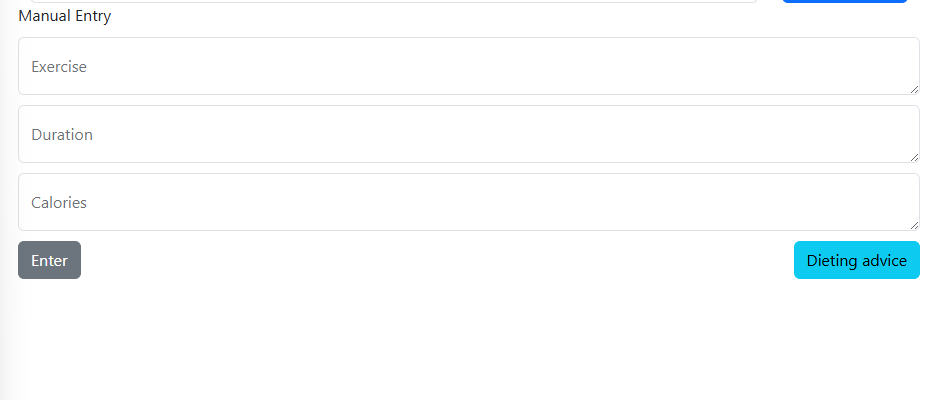 Manual Entry
Exercise
Duration
Calories
Enter Dieting advice